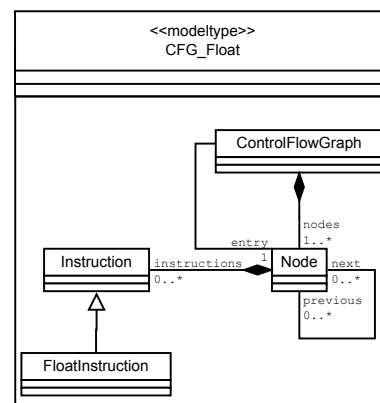 <<modeltype>>
CFG_Float
ControlFlowGraph
nodes
1..*
entry
1
Instruction
instructions
0..*
Node
next
0..*
previous
0..*
FloatInstruction